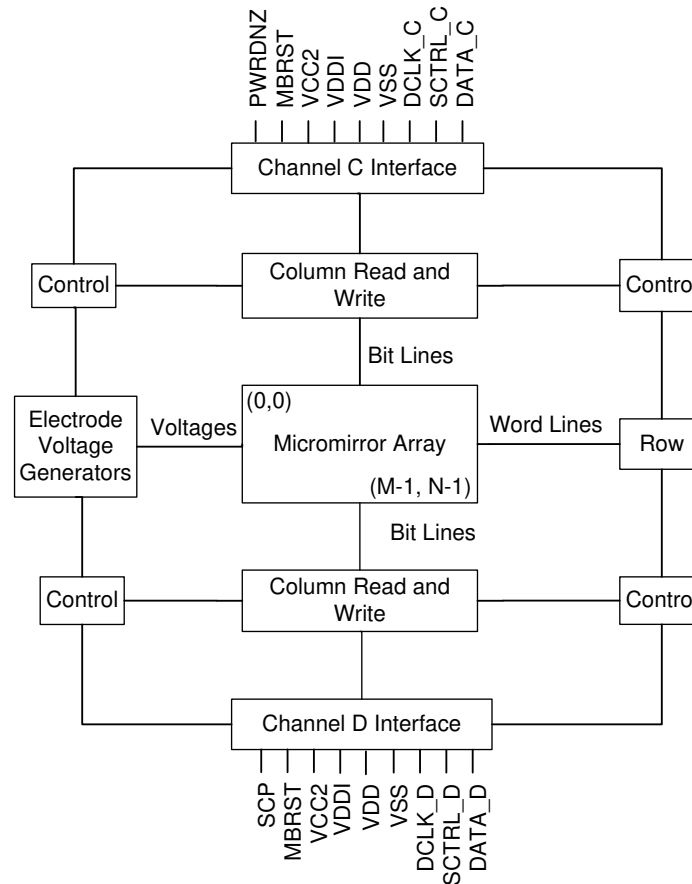 PWRDNZ
MBRST
VCC2
VDDI
VDD
VSS
DCLK_C
SCTRL_C
DATA_C
Channel C Interface
Control
Column Read and
Write
Control
Bit Lines
Electrode
Voltage
Generators
Voltages
(0,0)
Micromirror Array
(M-1, N-1)
Word Lines
Row
Bit Lines
Control
Column Read and
Write
Control
Channel D Interface
SCP
MBRST
VCC2
VDDI
VDD
VSS
DCLK_D
SCTRL_D
DATA_D